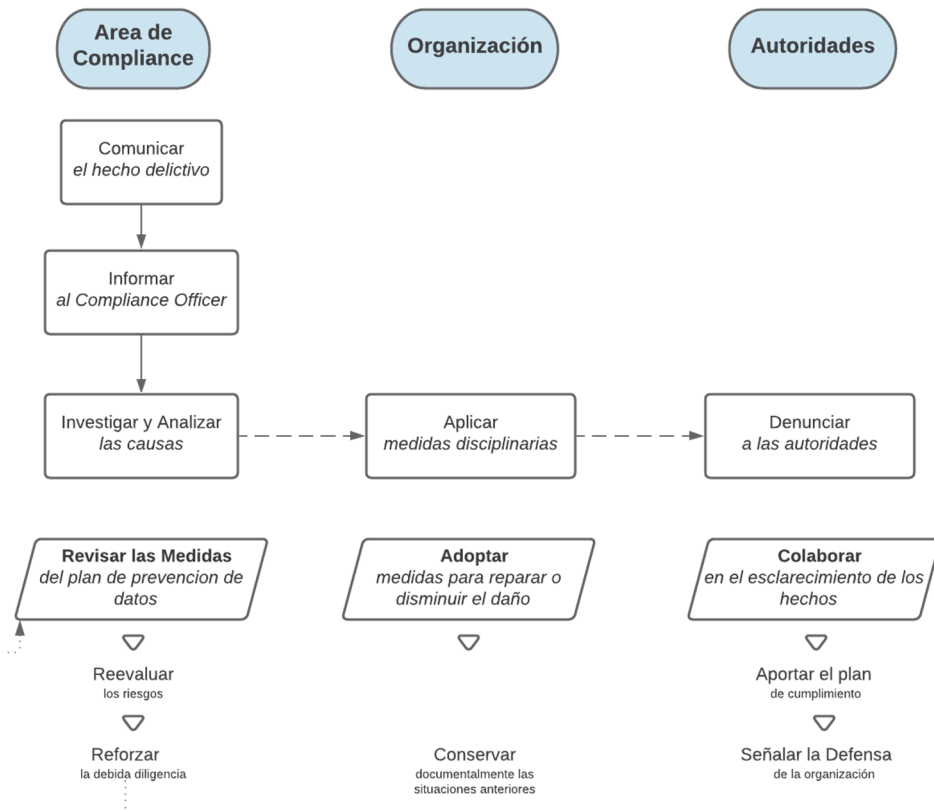 Area de
Compliance
Organización
Autoridades
Comunicar
el hecho delictivo
Informar
al Compliance Officer
Investigar y Analizar
las causas
Aplicar
medidas disciplinarias
Denunciar
a las autoridades
Revisar las Medidas
del plan de prevencion de
datos
Adoptar
medidas para reparar o
disminuir el daño
Colaborar
en el esclarecimiento de los
hechos
Reevaluar
los riesgos
Aportar el plan
de cumplimiento
Reforzar
la debida diligencia
Conservar
documentalmente las
situaciones anteriores
Señalar la Defensa
de la organización